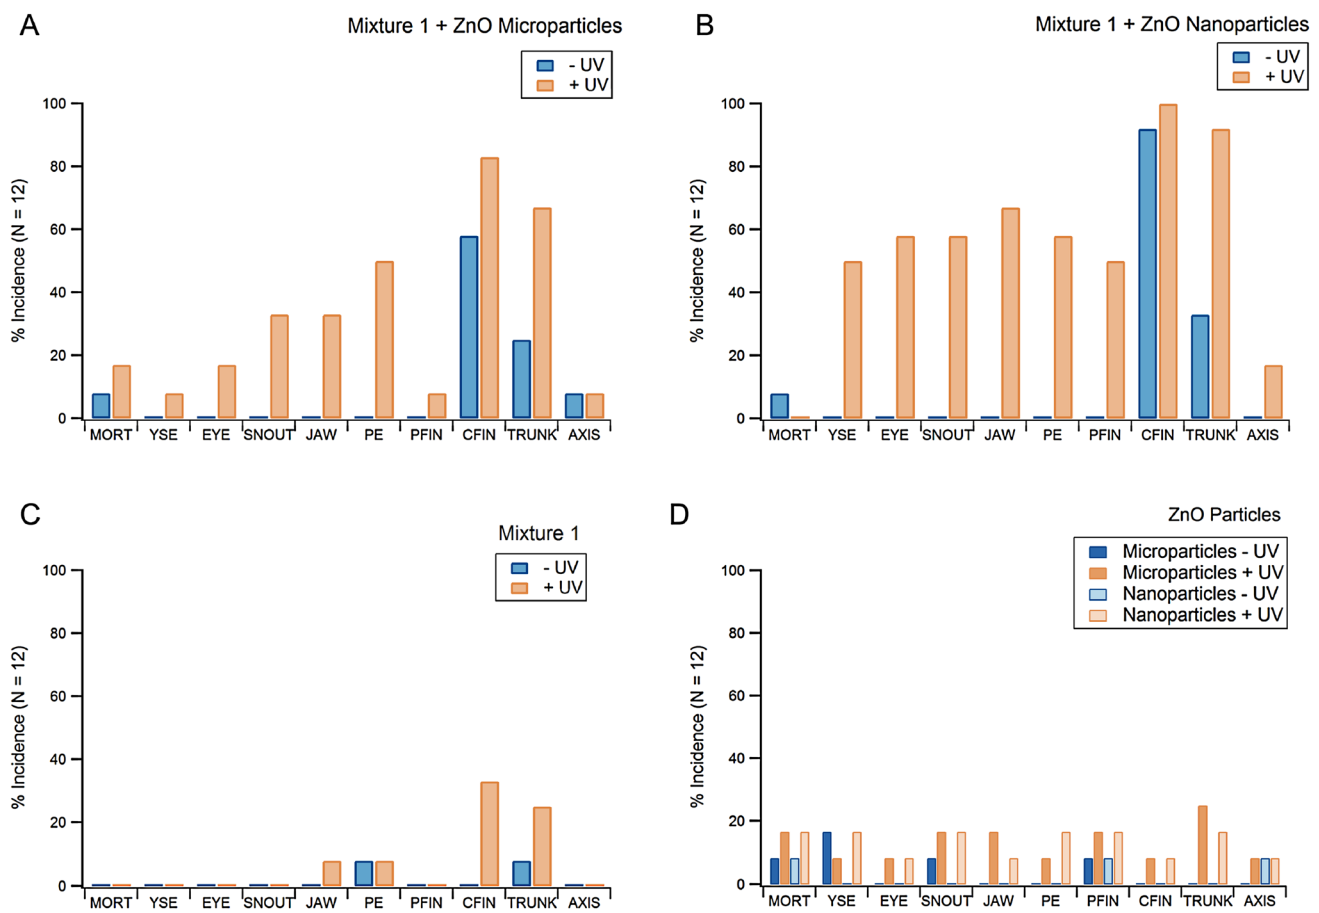 A
Mixture 1 + ZnO Microparticles
- UV
+ UV
% Incidence (N = 12)
100
80
60
40
20
0
MORT YSE EYE SNOUT JAW PE PFIN CFIN TRUNK AXIS
B
Mixture 1 + ZnO Nanoparticles
- UV
+ UV
% Incidence (N = 12)
100
80
60
40
20
0
MORT YSE EYE SNOUT JAW PE PFIN CFIN TRUNK AXIS
C
Mixture 1
- UV
+ UV
% Incidence (N = 12)
100
80
60
40
20
0
MORT YSE EYE SNOUT JAW PE PFIN CFIN TRUNK AXIS
D
ZnO Particles
Microparticles - UV
Microparticles + UV
Nanoparticles - UV
Nanoparticles + UV
% Incidence (N = 12)
100
80
60
40
20
0
MORT YSE EYE SNOUT JAW PE PFIN CFIN TRUNK AXIS